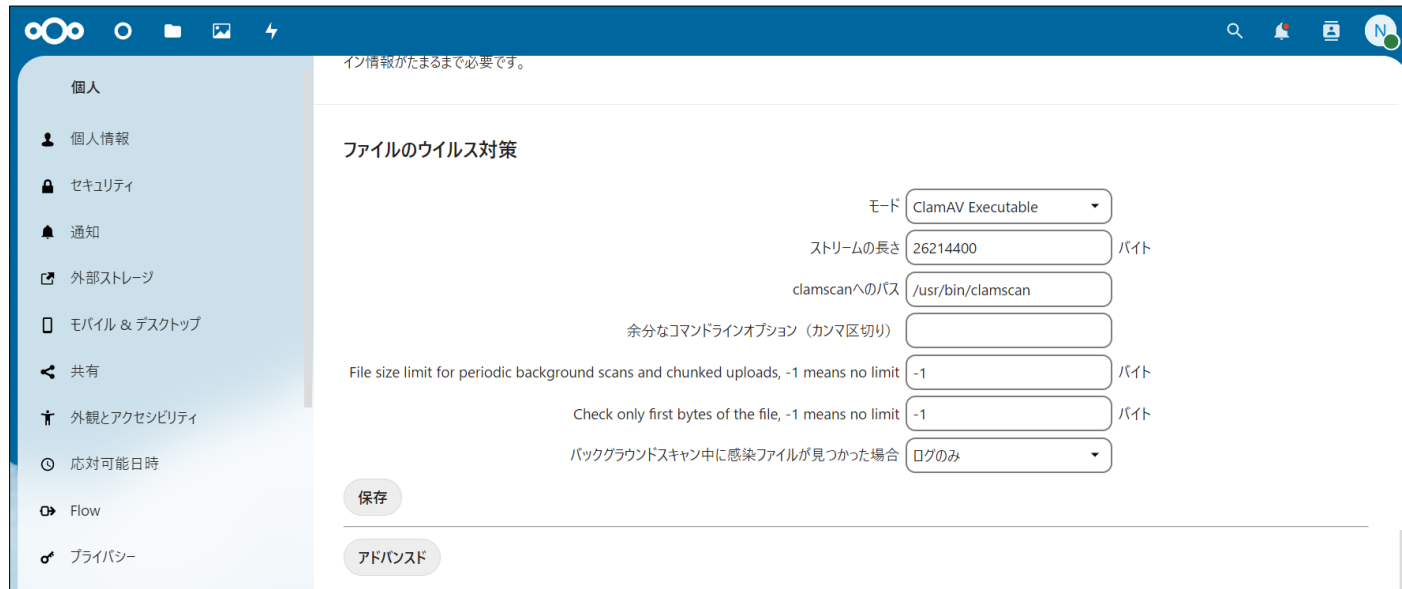 N
イン情報がたまるまで必要です。
個人
個人情報
セキュリティ
通知
外部ストレージ
モバイル & デスクトップ
共有
外観とアクセシビリティ
応対可能日時
Flow
プライバシー
ファイルのウイルス対策
モード ClamAV Executable
ストリームの長さ 26214400 バイト
clamscanへのパス /usr/bin/clamscan
余分なコマンドラインオプション（カンマ区切り）
File size limit for periodic background scans and chunked uploads, -1 means no limit -1 バイト
Check only first bytes of the file, -1 means no limit -1 バイト
バックグラウンドスキャン中に感染ファイルが見つかった場合 ログのみ
保存
アドバンスド